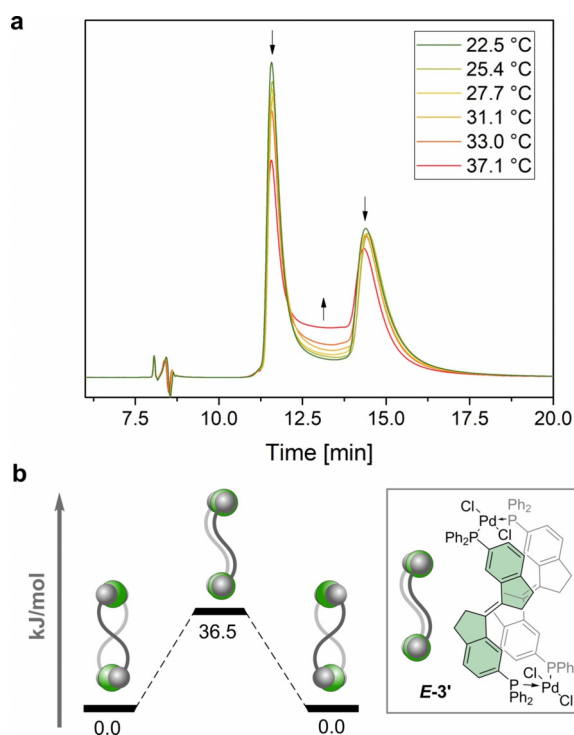 a
22.5 °C
25.4 °C
27.7 °C
31.1 °C
33.0 °C
37.1 °C
7.5 10.0 12.5 15.0 17.5 20.0
Time [min]
b
kJ/mol
0.0
36.5
0.0
Cl Ph2
Pd P
Cl
Ph2P
PPh2
Cl
P Pd
Ph2 Cl
E-3'